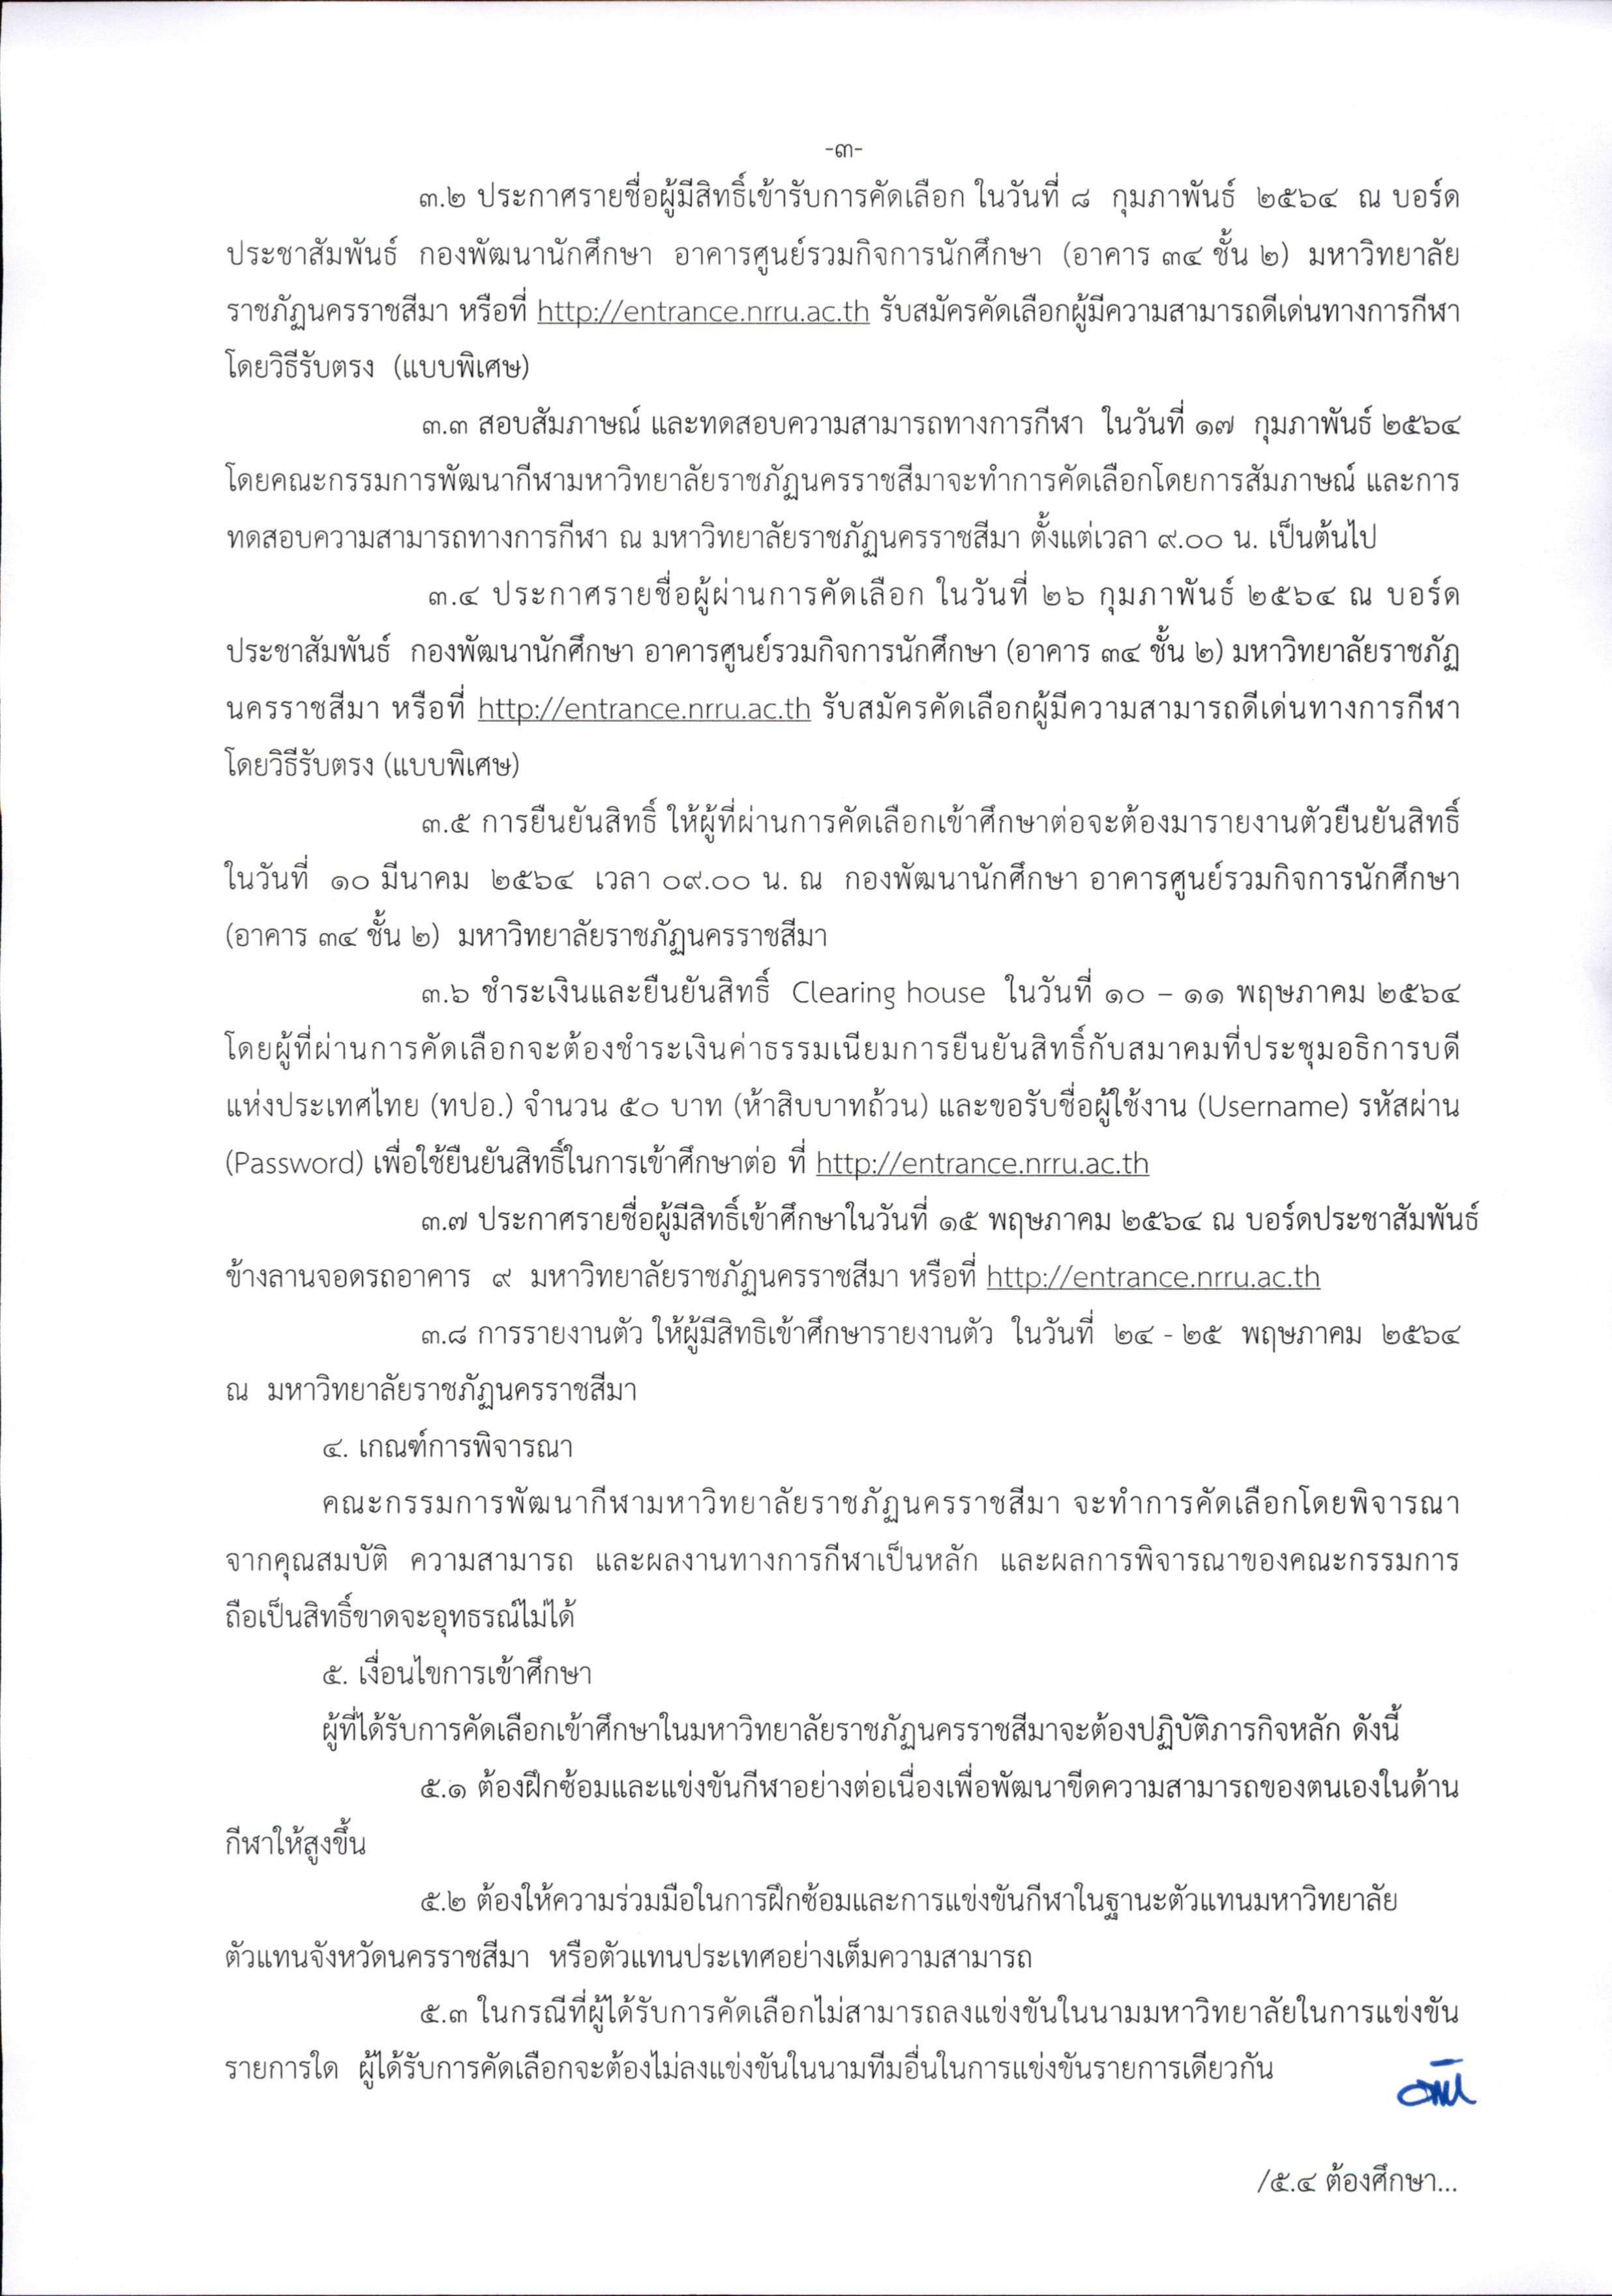 -๓-
๓.๒ ประกาศรายชื่อผู้มีสิทธิ์เข้ารับการคัดเลือก ในวันที่ ๘ กุมภาพันธ์ ๒๕๖๔ ณ บอร์ด
ประชาสัมพันธ์ กองพัฒนานักศึกษา อาคารศูนย์รวมกิจการนักศึกษา (อาคาร ๓๔ ชั้น ๒) มหาวิทยาลัย
ราชภัฏนครราชสีมา หรือที่ http://entrance.nrru.ac.th รับสมัครคัดเลือกผู้มีความสามารถดีเด่นทางการกีฬา
โดยวิธีรับตรง (แบบพิเศษ)
๓.๓ สอบสัมภาษณ์ และทดสอบความสามารถทางการกีฬา ในวันที่ ๑๗ กุมภาพันธ์ ๒๕๖๔
โดยคณะกรรมการพัฒนากีฬามหาวิทยาลัยราชภัฏนครราชสีมาจะทำการคัดเลือกโดยการสัมภาษณ์ และการ
ทดสอบความสามารถทางการกีฬา ณ มหาวิทยาลัยราชภัฏนครราชสีมา ตั้งแต่เวลา ๙.๐๐ น. เป็นต้นไป
๓.๔ ประกาศรายชื่อผู้ผ่านการคัดเลือก ในวันที่ ๒๖ กุมภาพันธ์ ๒๕๖๔ ณ บอร์ด
ประชาสัมพันธ์ กองพัฒนานักศึกษา อาคารศูนย์รวมกิจการนักศึกษา (อาคาร ๓๔ ชั้น ๒) มหาวิทยาลัยราชภัฏ
นครราชสีมา หรือที่ http://entrance.nrru.ac.th รับสมัครคัดเลือกผู้มีความสามารถดีเด่นทางการกีฬา
โดยวิธีรับตรง (แบบพิเศษ)
๓.๕ การยืนยันสิทธิ์ ให้ผู้ที่ผ่านการคัดเลือกเข้าศึกษาต่อจะต้องมารายงานตัวยืนยันสิทธิ์
ในวันที่ ๑๐ มีนาคม ๒๕๖๔ เวลา ๐๙.๐๐ น. ณ กองพัฒนานักศึกษา อาคารศูนย์รวมกิจการนักศึกษา
(อาคาร ๓๔ ชั้น ๒) มหาวิทยาลัยราชภัฏนครราชสีมา
๓.๖ ชำระเงินและยืนยันสิทธิ์ Clearing house ในวันที่ ๑๐ – ๑๑ พฤษภาคม ๒๕๖๔
โดยผู้ที่ผ่านการคัดเลือกจะต้องชำระเงินค่าธรรมเนียมการยืนยันสิทธิ์กับสมาคมที่ประชุมอธิการบดี
แห่งประเทศไทย (ทปอ.) จำนวน ๕๐ บาท (ห้าสิบบาทถ้วน) และขอรับชื่อผู้ใช้งาน (Username) รหัสผ่าน
(Password) เพื่อใช้ยืนยันสิทธิ์ในการเข้าศึกษาต่อ ที่ http://entrance.nrru.ac.th
๓.๗ ประกาศรายชื่อผู้มีสิทธิ์เข้าศึกษาในวันที่ ๑๕ พฤษภาคม ๒๕๖๔ ณ บอร์ดประชาสัมพันธ์
ข้างลานจอดรถอาคาร ๙ มหาวิทยาลัยราชภัฏนครราชสีมา หรือที่ http://entrance.nrru.ac.th
๓.๘ การรายงานตัว ให้ผู้มีสิทธิเข้าศึกษารายงานตัว ในวันที่ ๒๔ - ๒๕ พฤษภาคม ๒๕๖๔
ณ มหาวิทยาลัยราชภัฏนครราชสีมา
๔. เกณฑ์การพิจารณา
คณะกรรมการพัฒนากีฬามหาวิทยาลัยราชภัฏนครราชสีมา จะทำการคัดเลือกโดยพิจารณา
จากคุณสมบัติ ความสามารถ และผลงานทางการกีฬาเป็นหลัก และผลการพิจารณาของคณะกรรมการ
ถือเป็นสิทธิ์ขาดจะอุทธรณ์ไม่ได้
๕. เงื่อนไขการเข้าศึกษา
ผู้ที่ได้รับการคัดเลือกเข้าศึกษาในมหาวิทยาลัยราชภัฏนครราชสีมาจะต้องปฏิบัติภารกิจหลัก ดังนี้
๕.๑ ต้องฝึกซ้อมและแข่งขันกีฬาอย่างต่อเนื่องเพื่อพัฒนาขีดความสามารถของตนเองในด้าน
กีฬาให้สูงขึ้น
๕.๒ ต้องให้ความร่วมมือในการฝึกซ้อมและการแข่งขันกีฬาในฐานะตัวแทนมหาวิทยาลัย
ตัวแทนจังหวัดนครราชสีมา หรือตัวแทนประเทศอย่างเต็มความสามารถ
๕.๓ ในกรณีที่ผู้ได้รับการคัดเลือกไม่สามารถลงแข่งขันในนามมหาวิทยาลัยในการแข่งขัน
รายการใด ผู้ได้รับการคัดเลือกจะต้องไม่ลงแข่งขันในนามทีมอื่นในการแข่งขันรายการเดียวกัน
/๕.๔ ต้องศึกษา...